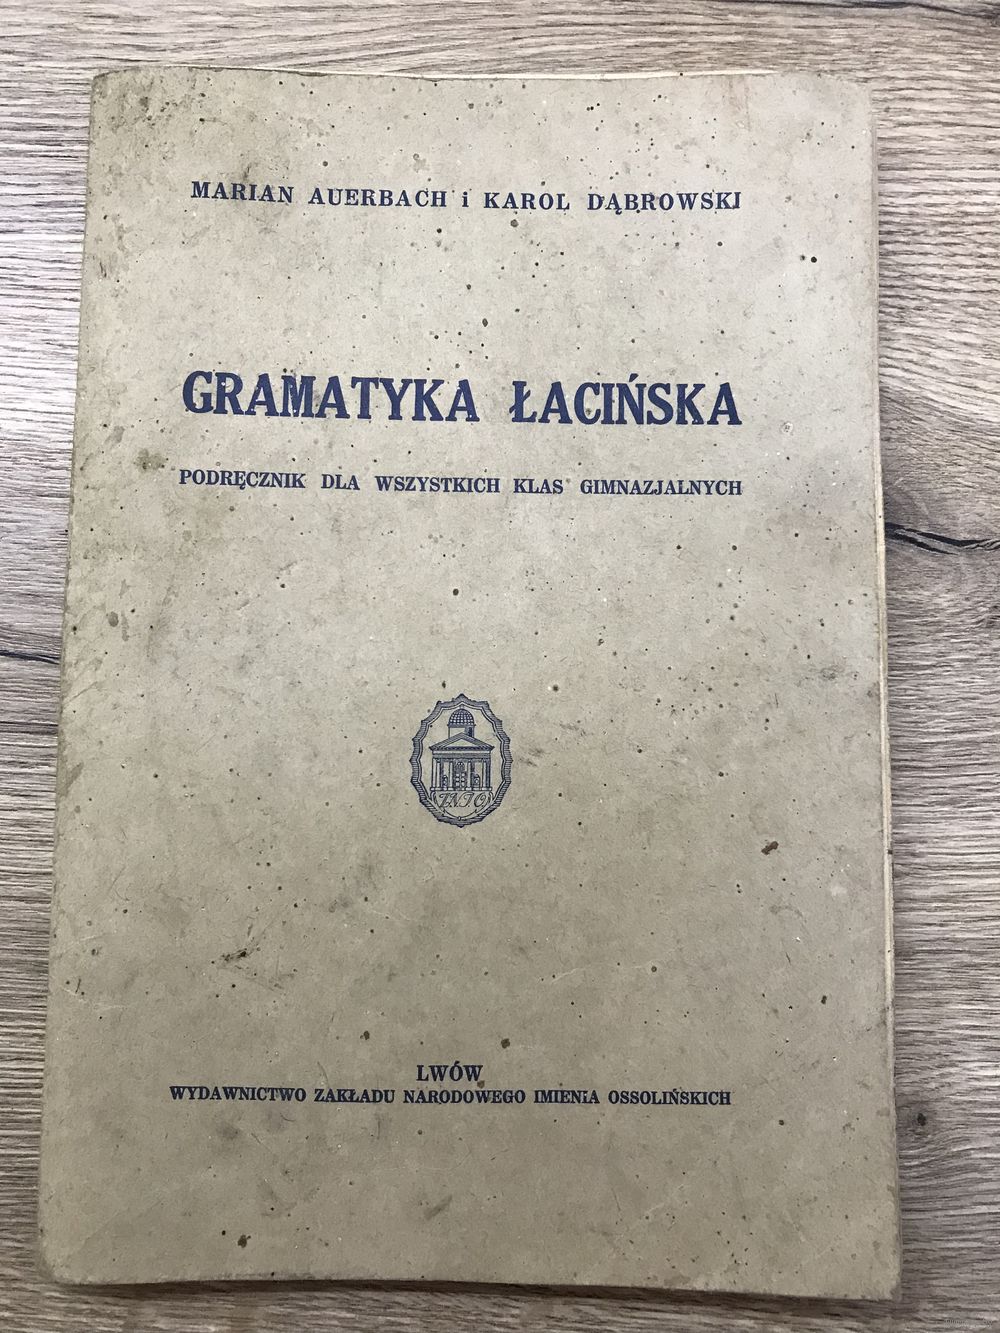 MARIAN AUERBACH i KAROL DĄBROWSKI
GRAMATYKA ŁACIŃSKA
PODRĘCZNIK DLA WSZYSTKICH KLAS GIMNAZJALNYCH
LWÓW
WYDAWNICTWO ZAKŁADU NARODOWEGO IMIENIA OSSOLIŃSKICH